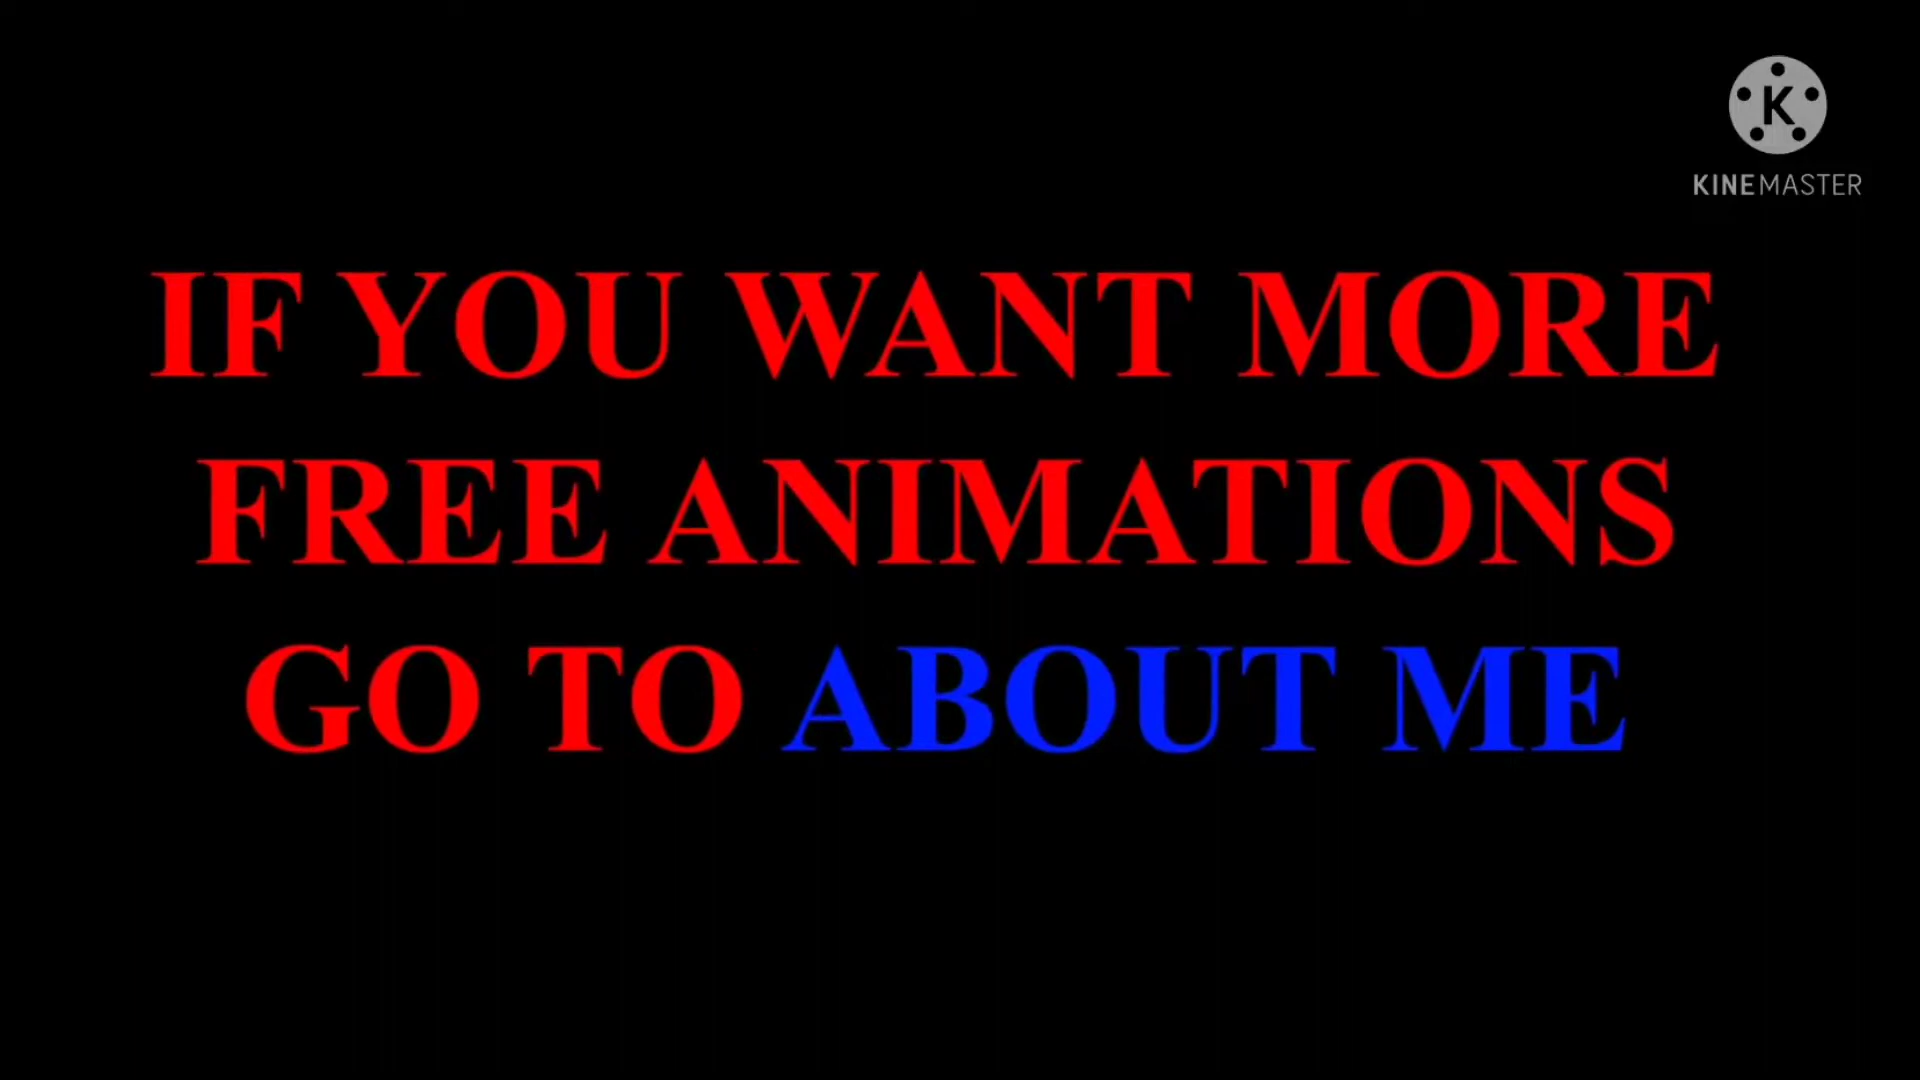 K
KINEMASTER
IF YOU WANT MORE
FREE ANIMATIONS
GO TO ABOUT ME